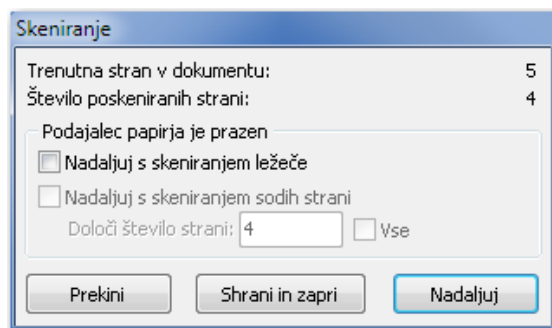 Skeniranje
Trenutna stran v dokumentu: 5
Število poskeniranih strani: 4
Podajalec papirja je prazen
Nadaljuj s skeniranjem ležeče
Nadaljuj s skeniranjem sodih strani
Določi število strani: 4 Vse
Prekini Shrani in zapri Nadaljuj